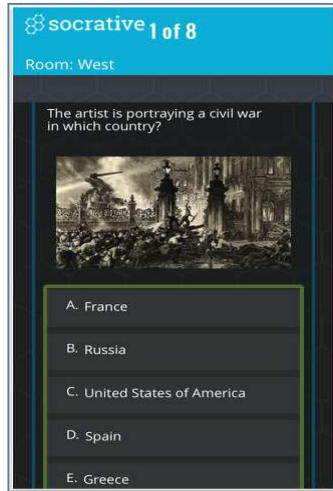 socrative 1 of 8
Room: West
The artist is portraying a civil war
in which country?
A. France
B. Russia
C. United States of America
D. Spain
E. Greece